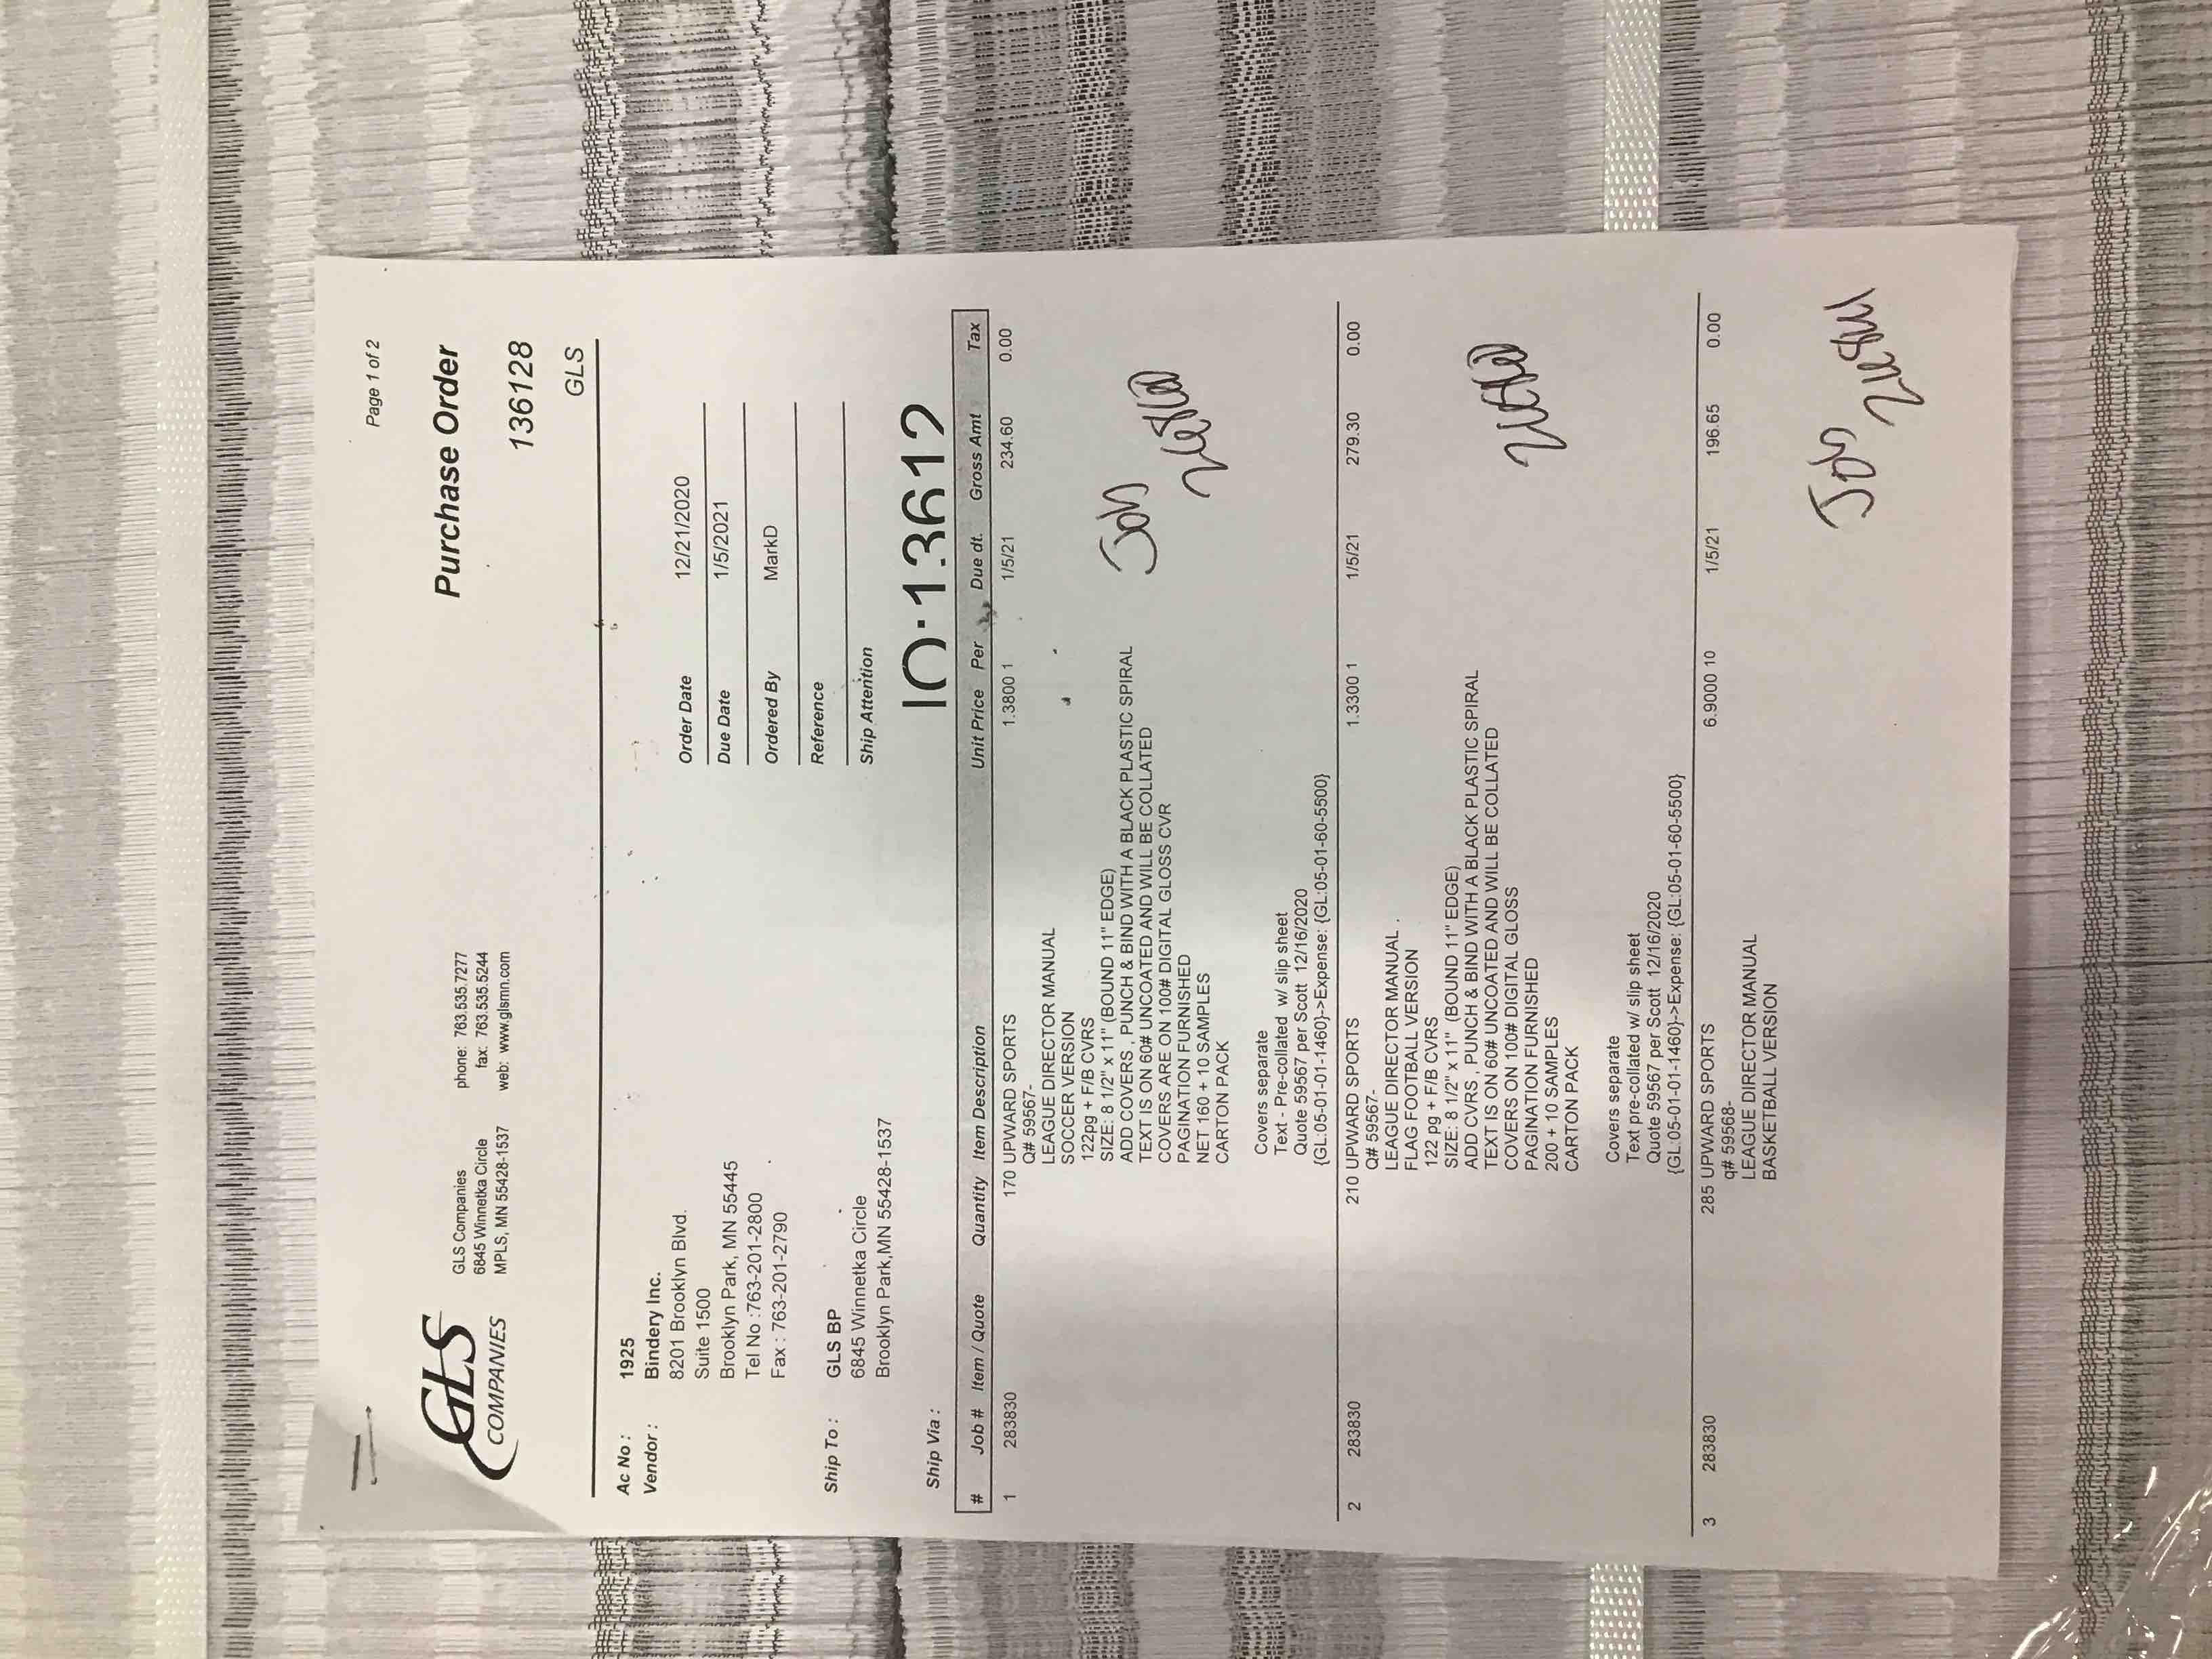 Page 1 of 2
GLS
COMPANIES
GLS Companies
6845 Winnetka Circle
MPLS, MN 55428-1537
phone: 763.535.7277
fax: 763.535.5244
web: www.glsmn.com
Purchase Order
136128
GLS
Ac No : 1925
Vendor : Bindery Inc.
8201 Brooklyn Blvd.
Suite 1500
Brooklyn Park, MN 55445
Tel No :763-201-2800
Fax : 763-201-2790
Order Date 12/21/2020
Due Date 1/5/2021
Ordered By MarkD
Reference
Ship Attention
Ship To : GLS BP
6845 Winnetka Circle
Brooklyn Park,MN 55428-1537
Ship Via :
# Job # Item / Quote Quantity Item Description Unit Price Per Due dt. Gross Amt Tax
1 283830 170 UPWARD SPORTS 1.3800 1 1/5/21 234.60 0.00
Q# 59567-
LEAGUE DIRECTOR MANUAL
SOCCER VERSION
122pg + F/B CVRS
SIZE: 8 1/2" x 11" (BOUND 11" EDGE)
ADD COVERS , PUNCH & BIND WITH A BLACK PLASTIC SPIRAL
TEXT IS ON 60# UNCOATED AND WILL BE COLLATED
COVERS ARE ON 100# DIGITAL GLOSS CVR
PAGINATION FURNISHED
NET 160 + 10 SAMPLES
CARTON PACK
Job
Covers separate
Text - Pre-collated w/ slip sheet
Quote 59567 per Scott 12/16/2020
{GL:05-01-01-1460}->Expense: {GL:05-01-60-5500}
2 283830 210 UPWARD SPORTS 1.3300 1 1/5/21 279.30 0.00
Q# 59567-
LEAGUE DIRECTOR MANUAL .
FLAG FOOTBALL VERSION
122 pg + F/B CVRS
SIZE: 8 1/2" x 11" (BOUND 11" EDGE)
ADD CVRS , PUNCH & BIND WITH A BLACK PLASTIC SPIRAL
TEXT IS ON 60# UNCOATED AND WILL BE COLLATED
COVERS ON 100# DIGITAL GLOSS
PAGINATION FURNISHED
200 + 10 SAMPLES
CARTON PACK
Covers separate
Text pre-collated w/ slip sheet
Quote 59567 per Scott 12/16/2020
{GL:05-01-01-1460}->Expense: {GL:05-01-60-5500}
3 283830 285 UPWARD SPORTS 6.9000 10 1/5/21 196.65 0.00
q# 59568-
LEAGUE DIRECTOR MANUAL
BASKETBALL VERSION
Job